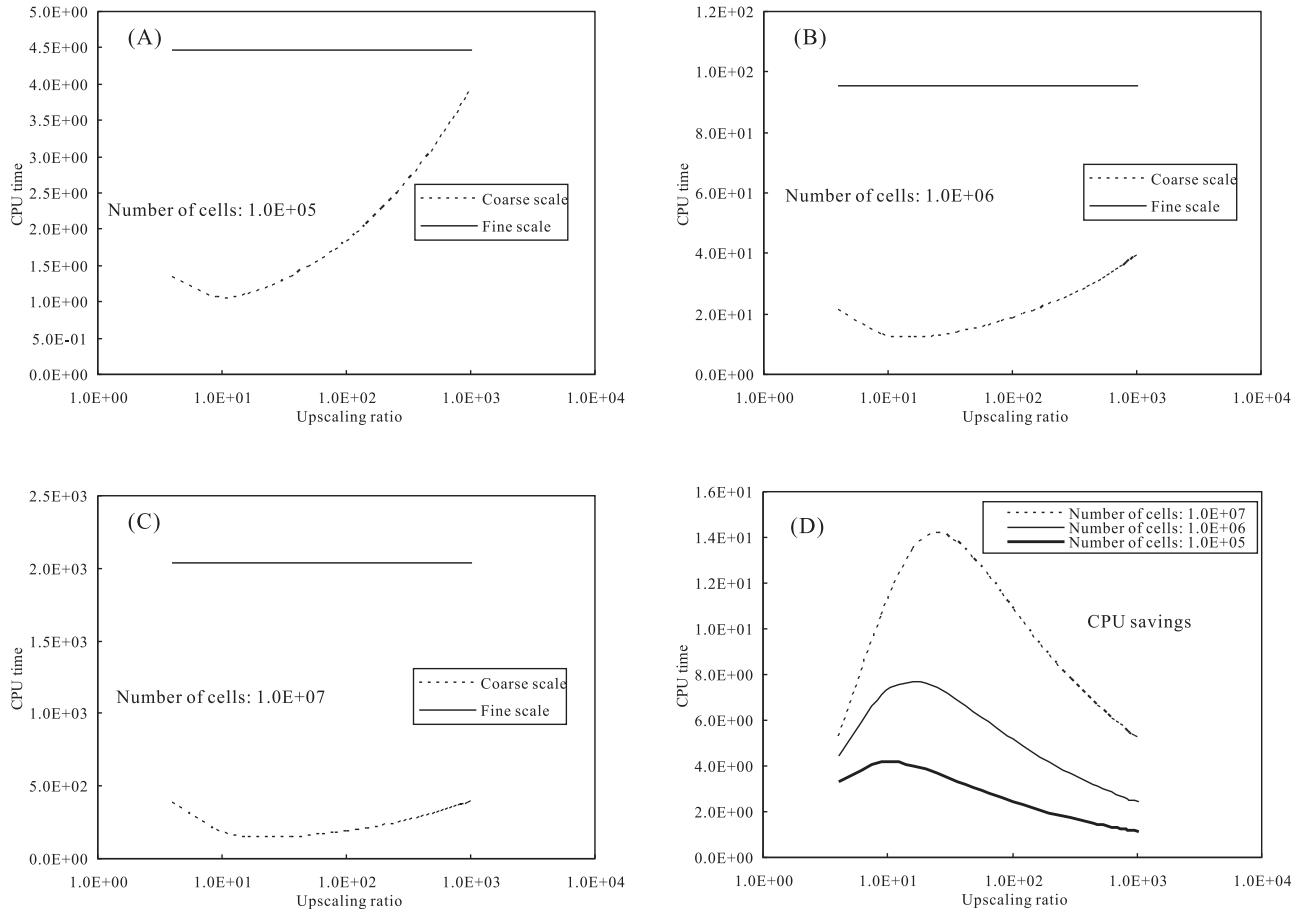 (A)
5.0E+00
4.5E+00
4.0E+00
3.5E+00
3.0E+00
2.5E+00
2.0E+00
1.5E+00
1.0E+00
5.0E-01
0.0E+00
CPU time
Number of cells: 1.0E+05
Coarse scale
Fine scale
1.0E+00 1.0E+01 1.0E+02 1.0E+03 1.0E+04
Upscaling ratio
(B)
1.2E+02
1.0E+02
8.0E+01
6.0E+01
4.0E+01
2.0E+01
0.0E+00
CPU time
Number of cells: 1.0E+06
Coarse scale
Fine scale
1.0E+00 1.0E+01 1.0E+02 1.0E+03 1.0E+04
Upscaling ratio
(C)
2.5E+03
2.0E+03
1.5E+03
1.0E+03
5.0E+02
0.0E+00
CPU time
Number of cells: 1.0E+07
Coarse scale
Fine scale
1.0E+00 1.0E+01 1.0E+02 1.0E+03 1.0E+04
Upscaling ratio
(D)
1.6E+01
1.4E+01
1.2E+01
1.0E+01
8.0E+00
6.0E+00
4.0E+00
2.0E+00
0.0E+00
CPU time
Number of cells: 1.0E+07
Number of cells: 1.0E+06
Number of cells: 1.0E+05
CPU savings
1.0E+00 1.0E+01 1.0E+02 1.0E+03 1.0E+04
Upscaling ratio